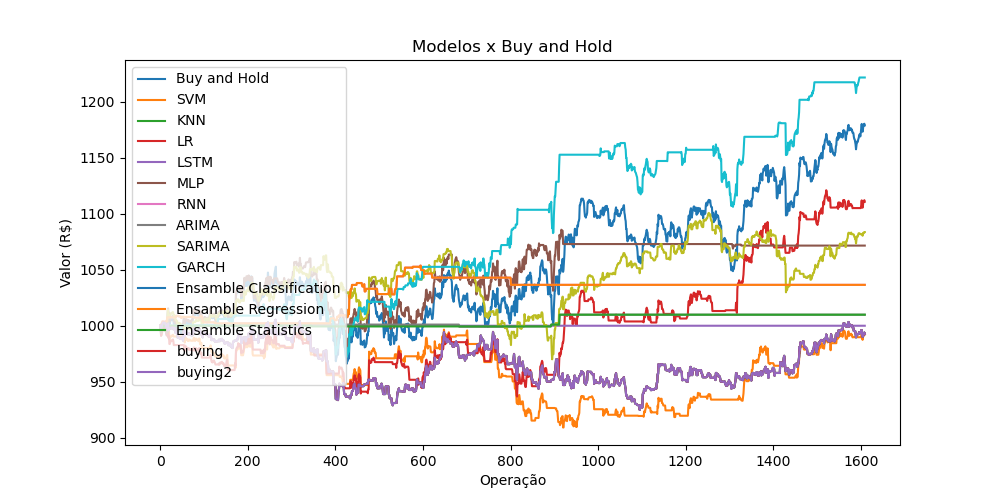 Modelos x Buy and Hold
Valor (R$)
1200
1150
1100
1050
1000
950
900
Buy and Hold
SVM
KNN
LR
LSTM
MLP
RNN
ARIMA
SARIMA
GARCH
Ensamble Classification
Ensamble Regression
Ensamble Statistics
buying
buying2
0 200 400 600 800 1000 1200 1400 1600
Operação